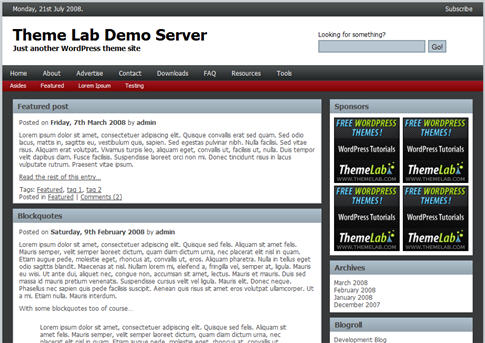 Monday, 21st July 2008.
Subscribe
Theme Lab Demo Server
Just another WordPress theme site
Looking for something?
Go!
Home About Advertise Contact Downloads FAQ Resources Tools
Asides Featured Lorem Ipsum Testing
Featured post
Posted on Friday, 7th March 2008 by admin
Lorem ipsum dolor sit amet, consectetuer adipiscing elit. Quisque convallis erat sed quam. Sed odio
lacus, mattis in, sagittis eu, vestibulum quis, sapien. Sed egestas pulvinar nibh. Nulla facilisi. Sed vitae
risus. Aliquam erat volutpat. Vivamus turpis leo, aliquam eget, convallis ut, facilisis ut, nulla. Duis tempor
velit dapibus diam. Fusce facilisis. Suspendisse laoreet orci non mi. Donec tincidunt risus in lacus
vulputate rutrum. Praesent vitae ipsum.
Read the rest of this entry...
Tags: Featured, tag 1, tag 2
Posted in Featured | Comments (2)
Blockquotes
Posted on Saturday, 9th February 2008 by admin
Lorem ipsum dolor sit amet, consectetuer adipiscing elit. Aliquam sit amet felis.
Mauris semper, velit semper laoreet dictum, quam diam dictum urna, nec placerat elit nisl in quam.
Etiam augue pede, molestie eget, rhoncus at, convallis ut, eros. Aliquam pharetra. Nulla in tellus eget
odio sagittis blandit. Maecenas at nisl. Nullam lorem mi, eleifend a, fringilla vel, semper at, ligula. Mauris
eu wisi. Ut ante dui, aliquet nec, congue non, accumsan sit amet, lectus. Mauris et mauris. Duis sed
massa id mauris pretium venenatis. Suspendisse cursus velit vel ligula. Mauris elit. Donec neque.
Phasellus nec sapien quis pede facilisis suscipit. Aenean quis risus sit amet eros volutpat ullamcorper. Ut
a mi. Etiam nulla. Mauris interdum.
With some blockquotes too of course...
Lorem ipsum dolor sit amet, consectetuer adipiscing elit. Aliquam sit
amet felis. Mauris semper, velit semper laoreet dictum, quam diam dictum urna, nec
placerat elit nisl in quam. Etiam augue pede, molestie eget, rhoncus at, convallis ut, eros.
Sponsors
FREE WORDPRESS THEMES!
WordPress Tutorials
ThemeLab
WWW.THEMELAB.COM
FREE WORDPRESS THEMES!
WordPress Tutorials
ThemeLab
WWW.THEMELAB.COM
FREE WORDPRESS THEMES!
WordPress Tutorials
ThemeLab
WWW.THEMELAB.COM
FREE WORDPRESS THEMES!
WordPress Tutorials
ThemeLab
WWW.THEMELAB.COM
Archives
March 2008
February 2008
January 2008
December 2007
Blogroll
Development Blog